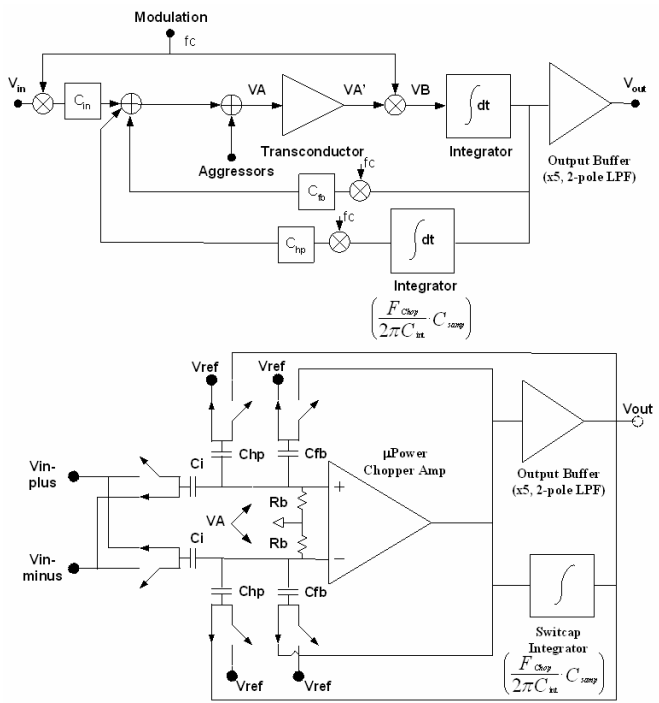 Modulation
fc
Vin
Cin
VA
VA'
VB
∫dt
Vout
Transconductor
Integrator
Aggressors
Output Buffer
(x5, 2-pole LPF)
fc
Cfb
fc
Chp
∫dt
Integrator
(FChop / 2πCint · Csamp)
Vref
Vref
Vout
Vin-
plus
Ci
Chp
Cfb
μPower
Chopper Amp
Output Buffer
(x5, 2-pole LPF)
+
Rb
VA
Rb
−
Vin-
minus
Ci
Chp
Cfb
∫
Switcap
Integrator
(FChop / 2πCint · Csamp)
Vref
Vref